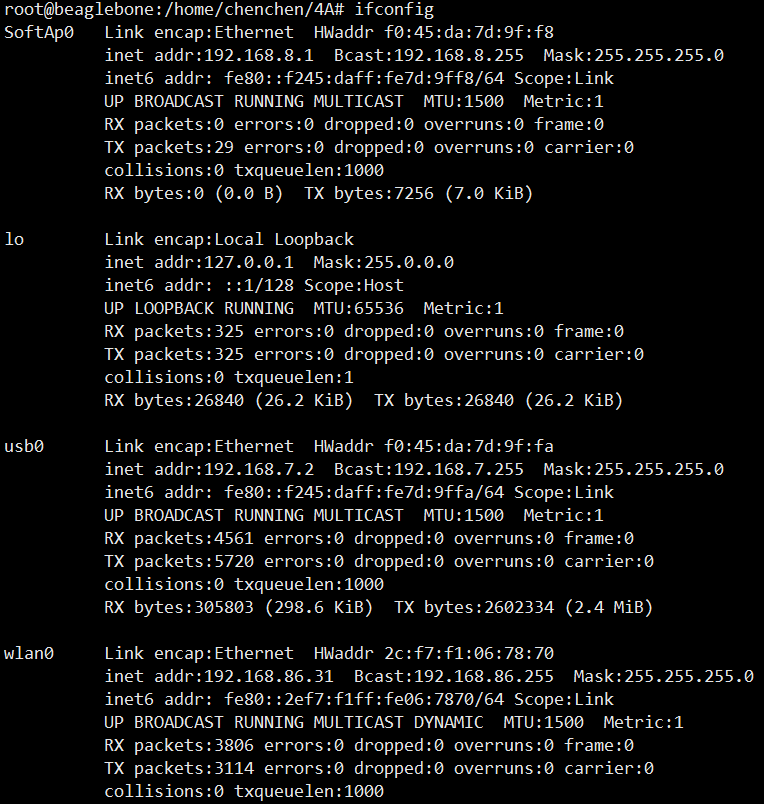 root@beaglebone:/home/chenchen/4A# ifconfig
SoftAp0   Link encap:Ethernet  HWaddr f0:45:da:7d:9f:f8
          inet addr:192.168.8.1  Bcast:192.168.8.255  Mask:255.255.255.0
          inet6 addr: fe80::f245:daff:fe7d:9ff8/64 Scope:Link
          UP BROADCAST RUNNING MULTICAST  MTU:1500  Metric:1
          RX packets:0 errors:0 dropped:0 overruns:0 frame:0
          TX packets:29 errors:0 dropped:0 overruns:0 carrier:0
          collisions:0 txqueuelen:1000
          RX bytes:0 (0.0 B)  TX bytes:7256 (7.0 KiB)

lo        Link encap:Local Loopback
          inet addr:127.0.0.1  Mask:255.0.0.0
          inet6 addr: ::1/128 Scope:Host
          UP LOOPBACK RUNNING  MTU:65536  Metric:1
          RX packets:325 errors:0 dropped:0 overruns:0 frame:0
          TX packets:325 errors:0 dropped:0 overruns:0 carrier:0
          collisions:0 txqueuelen:1
          RX bytes:26840 (26.2 KiB)  TX bytes:26840 (26.2 KiB)

usb0      Link encap:Ethernet  HWaddr f0:45:da:7d:9f:fa
          inet addr:192.168.7.2  Bcast:192.168.7.255  Mask:255.255.255.0
          inet6 addr: fe80::f245:daff:fe7d:9ffa/64 Scope:Link
          UP BROADCAST RUNNING MULTICAST  MTU:1500  Metric:1
          RX packets:4561 errors:0 dropped:0 overruns:0 frame:0
          TX packets:5720 errors:0 dropped:0 overruns:0 carrier:0
          collisions:0 txqueuelen:1000
          RX bytes:305803 (298.6 KiB)  TX bytes:2602334 (2.4 MiB)

wlan0     Link encap:Ethernet  HWaddr 2c:f7:f1:06:78:70
          inet addr:192.168.86.31  Bcast:192.168.86.255  Mask:255.255.255.0
          inet6 addr: fe80::2ef7:f1ff:fe06:7870/64 Scope:Link
          UP BROADCAST RUNNING MULTICAST DYNAMIC  MTU:1500  Metric:1
          RX packets:3806 errors:0 dropped:0 overruns:0 frame:0
          TX packets:3114 errors:0 dropped:0 overruns:0 carrier:0
          collisions:0 txqueuelen:1000